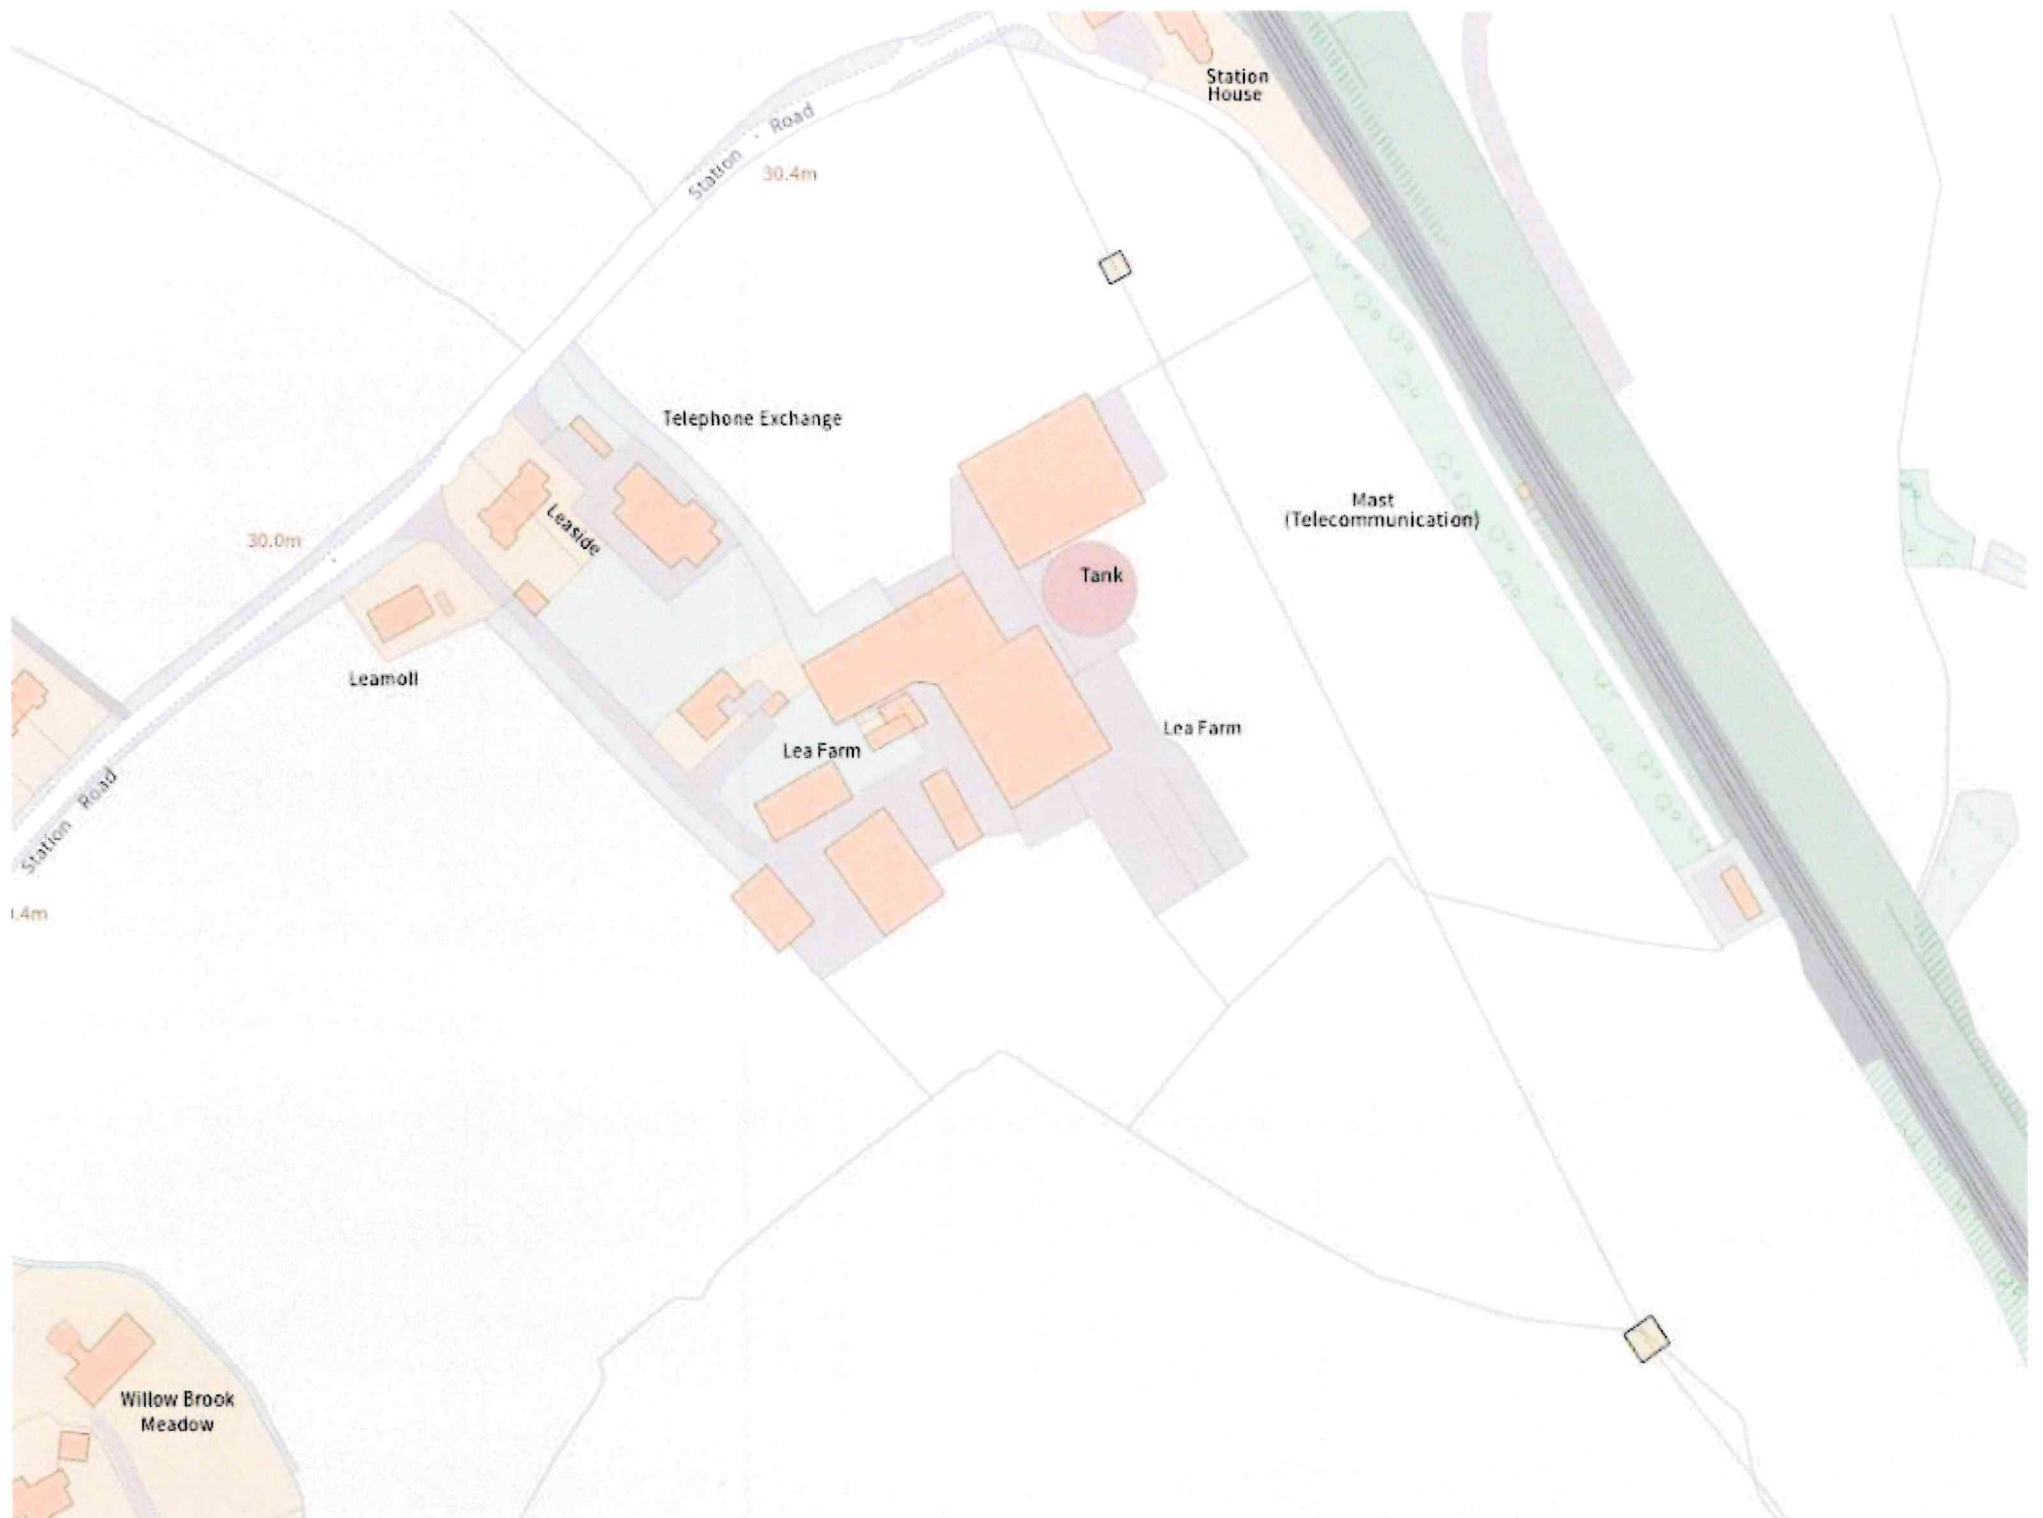 Station
House
Station Road
30.4m
Telephone Exchange
Leaside
Mast
(Telecommunication)
30.0m
Tank
Leamoll
Lea Farm
Lea Farm
Station Road
.4m
Willow Brook
Meadow